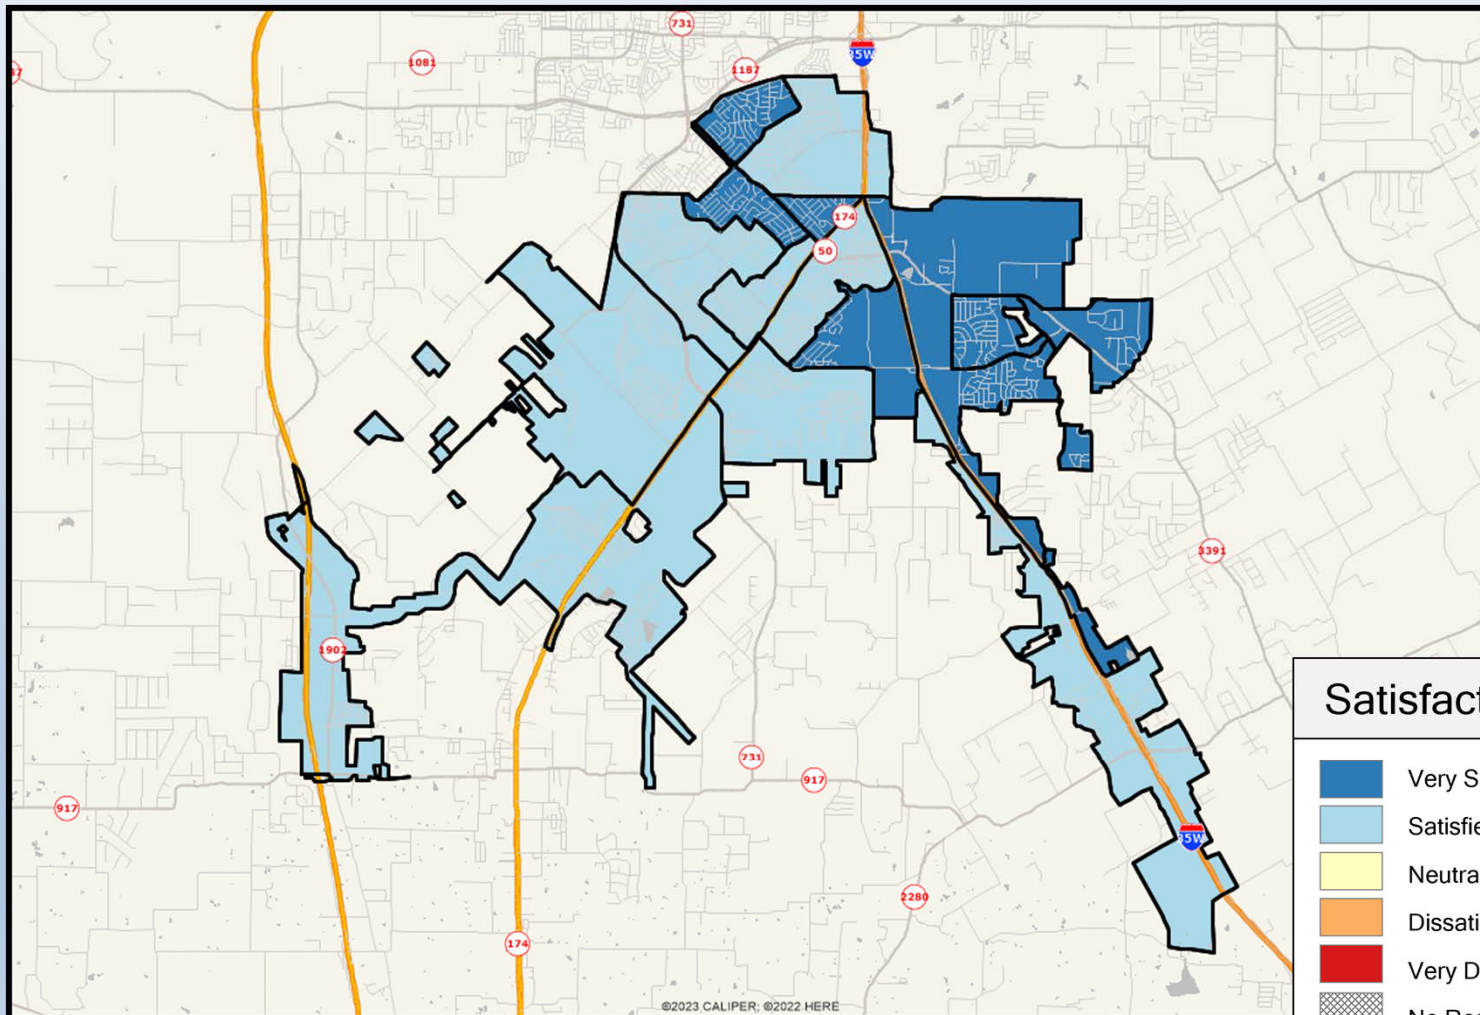 731
1081
1187
35W
174
50
3391
1902
731
917
917
35W
2280
174
Satisfact
Very S
Satisfie
Neutra
Dissati
Very D
©2023 CALIPER; ©2022 HERE